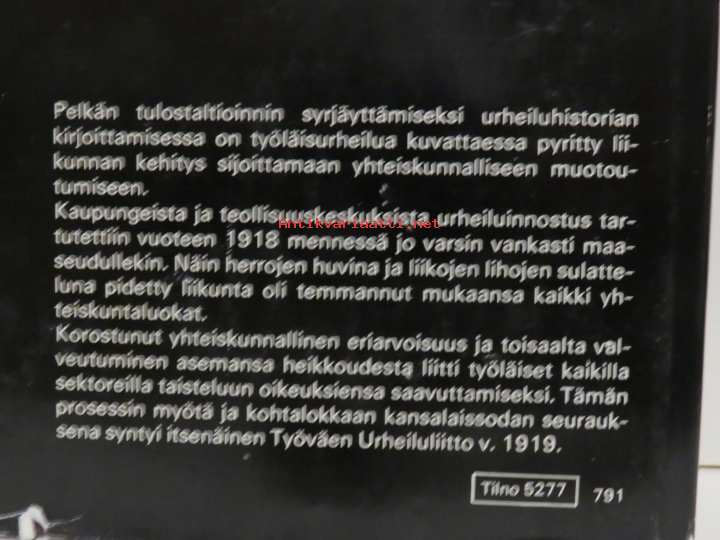 Pelkän tulostaltioinnin syrjäyttämiseksi urheiluhistorian
kirjoittamisessa on työläisurheilua kuvattaessa pyritty lii-
kunnan kehitys sijoittamaan yhteiskunnalliseen muotou-
tumiseen.
Kaupungeista ja teollisuuskeskuksista urheiluinnostus tar-
Antikvariaatti.net
tutettiin vuoteen 1918 mennessä jo varsin vankasti maa-
seudullekin. Näin herrojen huvina ja liikojen lihojen sulatte-
luna pidetty liikunta oli temmannut mukaansa kaikki yh-
teiskuntaluokat.
Korostunut yhteiskunnallinen eriarvoisuus ja toisaalta val-
veutuminen asemansa heikkoudesta liitti työläiset kaikilla
sektoreilla taisteluun oikeuksiensa saavuttamiseksi. Tämän
prosessin myötä ja kohtalokkaan kansalaissodan seurauk-
sena syntyi itsenäinen Työväen Urheiluliitto v. 1919.
Tilno 5277
791